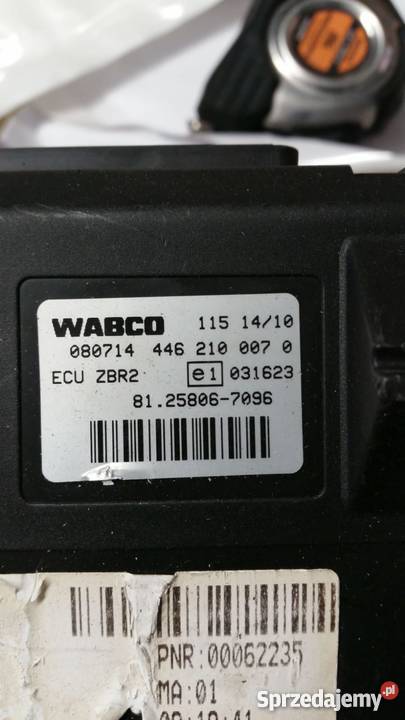 WABCO 115 14/10
080714 446 210 007 0
ECU ZBR2 e1 031623
81.25806-7096
PNR:00062235
MA:01
Sprzedajemy